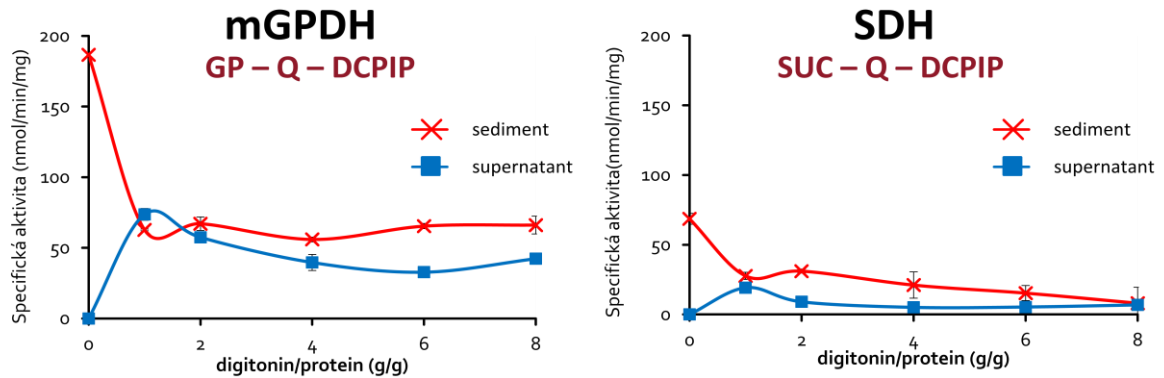 mGPDH
GP – Q – DCPIP
Specifická aktivita (nmol/min/mg)
200
150
100
50
0
sediment
supernatant
0 2 4 6 8
digitonin/protein (g/g)
SDH
SUC – Q – DCPIP
Specifická aktivita(nmol/min/mg)
200
150
100
50
0
sediment
supernatant
0 2 4 6 8
digitonin/protein (g/g)